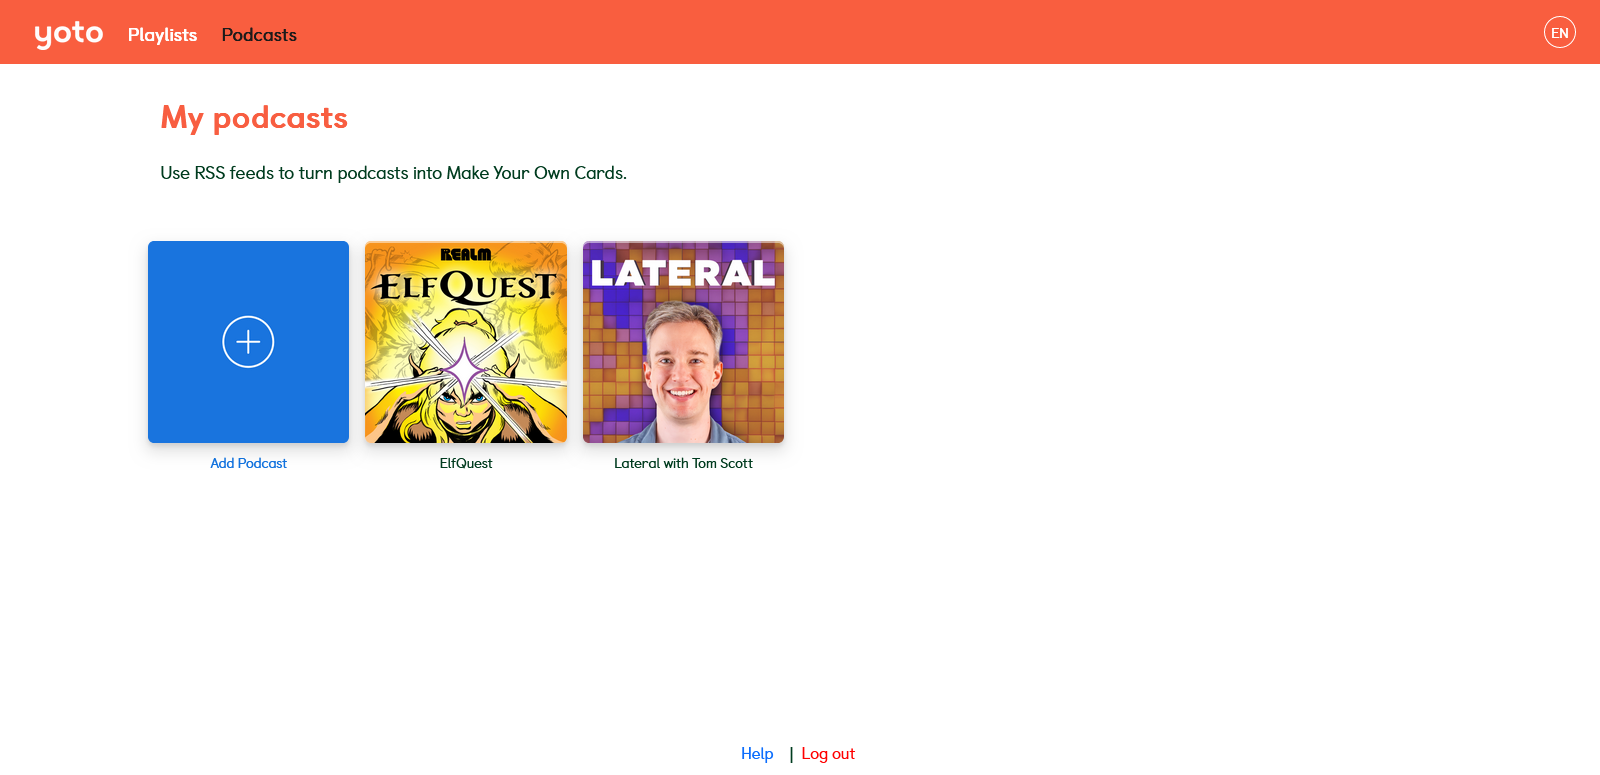 yoto Playlists Podcasts EN
My podcasts
Use RSS feeds to turn podcasts into Make Your Own Cards.
REALM
ELFQUEST
LATERAL
Add Podcast
ElfQuest
Lateral with Tom Scott
Help | Log out